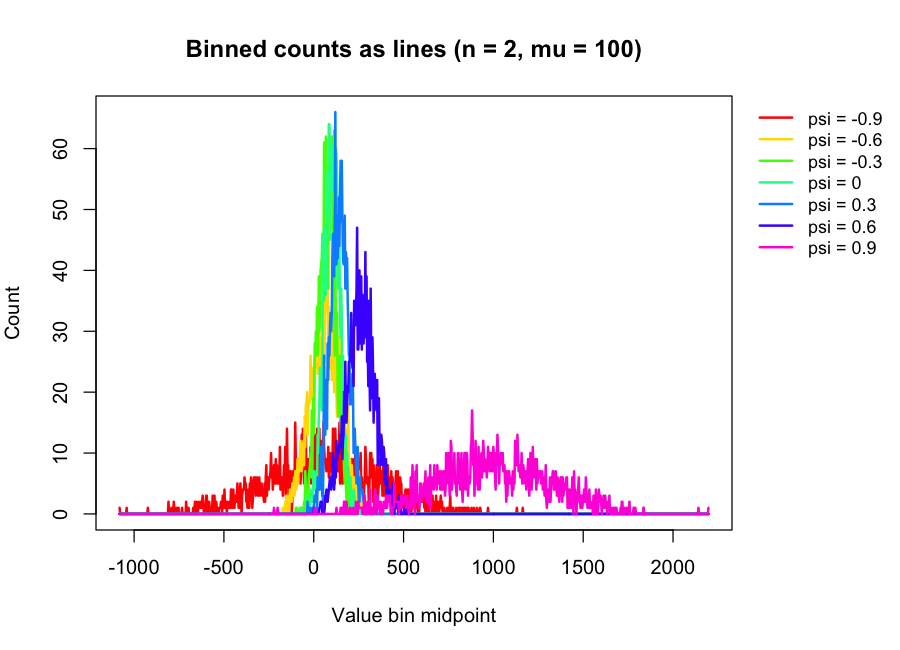 Binned counts as lines (n = 2, mu = 100)
psi = -0.9
psi = -0.6
psi = -0.3
psi = 0
psi = 0.3
psi = 0.6
psi = 0.9
Count
60
50
40
30
20
10
0
-1000 -500 0 500 1000 1500 2000
Value bin midpoint